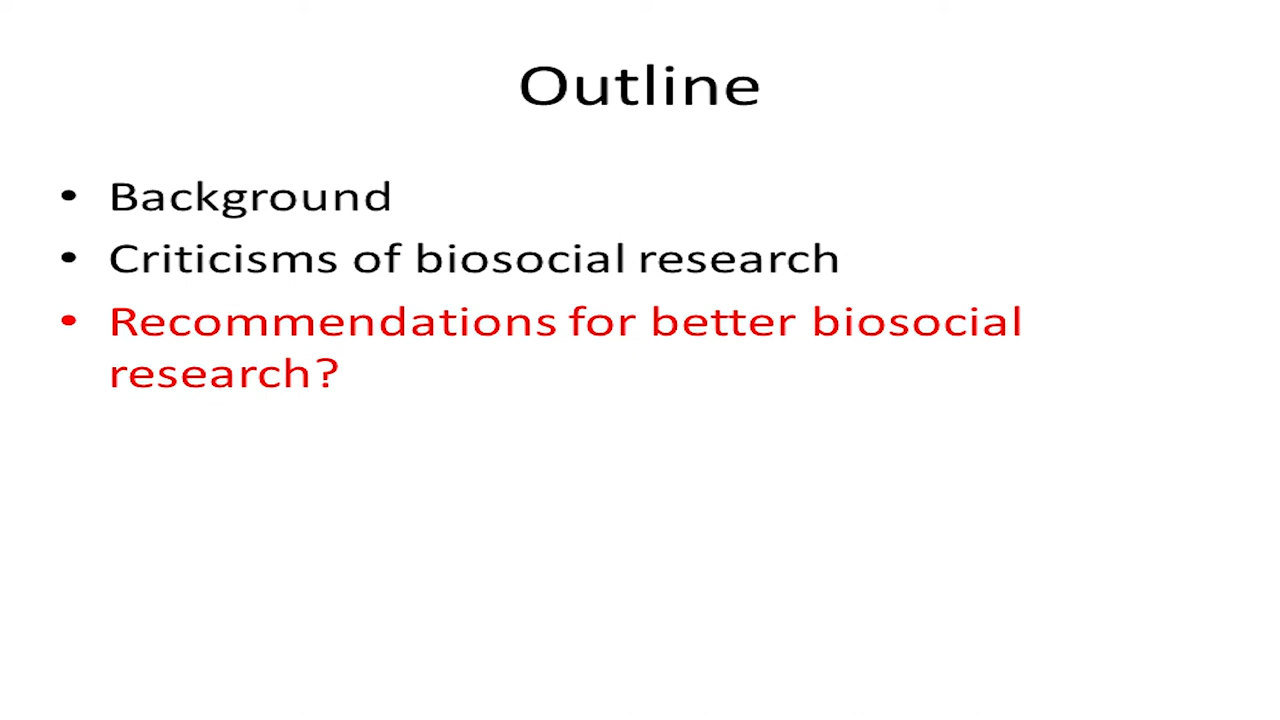 Outline
• Background
• Criticisms of biosocial research
• Recommendations for better biosocial
research?